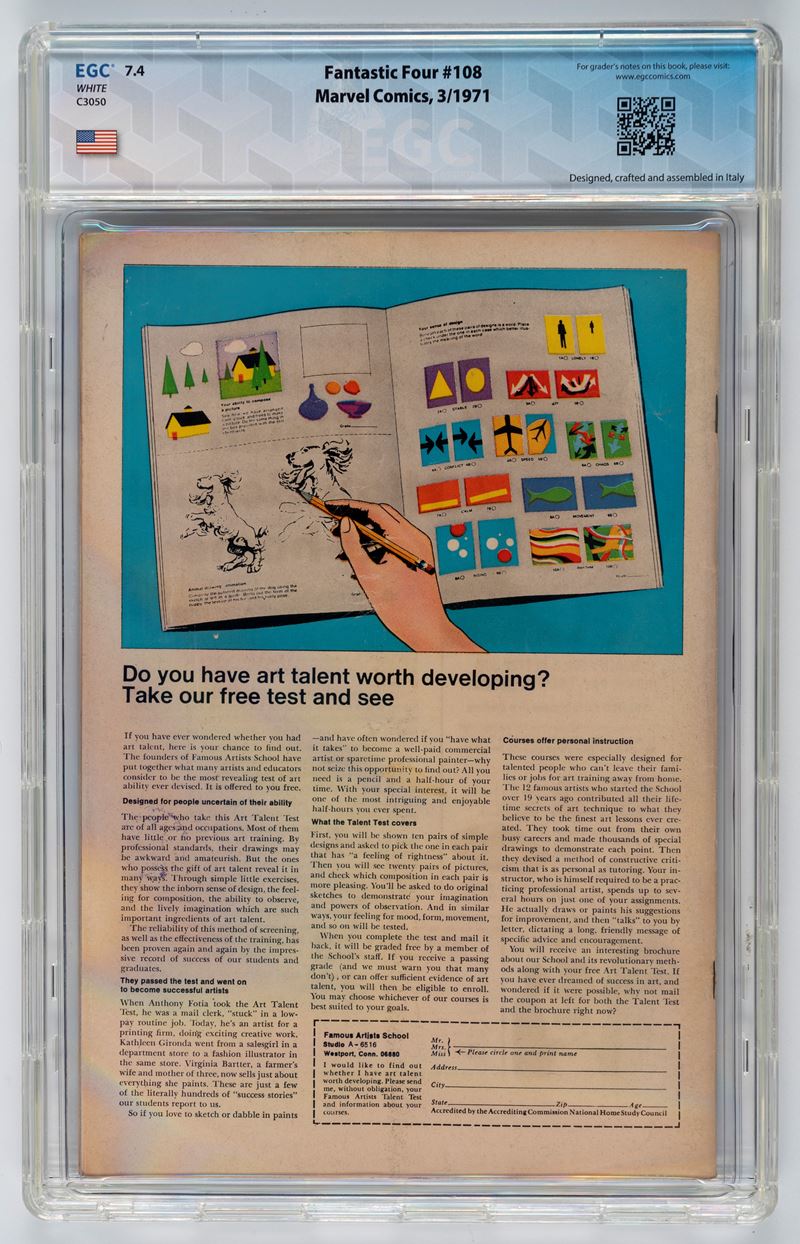 EGC® 7.4
WHITE
C3050
Fantastic Four #108
Marvel Comics, 3/1971
For grader's notes on this book, please visit:
www.egccomics.com
EGC
Designed, crafted and assembled in Italy
Your ability to compose
a picture
Your sense of design
LONELY
STABLE
CONFLICT
SPEED
CHAOS
CALM
MOVEMENT
RISING
Animal drawing animation
Do you have art talent worth developing?
Take our free test and see
If you have ever wondered whether you had
art talent, here is your chance to find out.
The founders of Famous Artists School have
put together what many artists and educators
consider to be the most revealing test of art
ability ever devised. It is offered to you free.
Designed for people uncertain of their ability
The people who take this Art Talent Test
are of all ages and occupations. Most of them
have little or no previous art training. By
professional standards, their drawings may
be awkward and amateurish. But the ones
who possess the gift of art talent reveal it in
many ways. Through simple little exercises,
they show the inborn sense of design, the feel-
ing for composition, the ability to observe,
and the lively imagination which are such
important ingredients of art talent.
The reliability of this method of screening,
as well as the effectiveness of the training, has
been proven again and again by the impres-
sive record of success of our students and
graduates.
They passed the test and went on
to become successful artists
When Anthony Fotia took the Art Talent
Test, he was a mail clerk, "stuck" in a low-
pay routine job. Today, he's an artist for a
printing firm, doing exciting creative work.
Kathleen Gironda went from a salesgirl in a
department store to a fashion illustrator in
the same store. Virginia Bartter, a farmer's
wife and mother of three, now sells just about
everything she paints. These are just a few
of the literally hundreds of "success stories"
our students report to us.
So if you love to sketch or dabble in paints
—and have often wondered if you "have what
it takes" to become a well-paid commercial
artist or sparetime professional painter—why
not seize this opportunity to find out? All you
need is a pencil and a half-hour of your
time. With your special interest, it will be
one of the most intriguing and enjoyable
half-hours you ever spent.
What the Talent Test covers
First, you will be shown ten pairs of simple
designs and asked to pick the one in each pair
that has "a feeling of rightness" about it.
Then you will see twenty pairs of pictures,
and check which composition in each pair is
more pleasing. You'll be asked to do original
sketches to demonstrate your imagination
and powers of observation. And in similar
ways, your feeling for mood, form, movement,
and so on will be tested.
When you complete the test and mail it
back, it will be graded free by a member of
the School's staff. If you receive a passing
grade (and we must warn you that many
don't), or can offer sufficient evidence of art
talent, you will then be eligible to enroll.
You may choose whichever of our courses is
best suited to your goals.
Courses offer personal instruction
These courses were especially designed for
talented people who can't leave their fami-
lies or jobs for art training away from home.
The 12 famous artists who started the School
over 19 years ago contributed all their life-
time secrets of art technique to what they
believe to be the finest art lessons ever cre-
ated. They took time out from their own
busy careers and made thousands of special
drawings to demonstrate each point. Then
they devised a method of constructive criti-
cism that is as personal as tutoring. Your in-
structor, who is himself required to be a prac-
ticing professional artist, spends up to sev-
eral hours on just one of your assignments.
He actually draws or paints his suggestions
for improvement, and then "talks" to you by
letter, dictating a long, friendly message of
specific advice and encouragement.
You will receive an interesting brochure
about our School and its revolutionary meth-
ods along with your free Art Talent Test. If
you have ever dreamed of success in art, and
wondered if it were possible, why not mail
the coupon at left for both the Talent Test
and the brochure right now?
Famous Artists School
Studio A-6516
Westport, Conn. 06880
I would like to find out
whether I have art talent
worth developing. Please send
me, without obligation, your
Famous Artists Talent Test
and information about your
courses.
Mr.
Mrs.
Miss Please circle one and print name
Address
City
State Zip Age
Accredited by the Accrediting Commission National Home Study Council